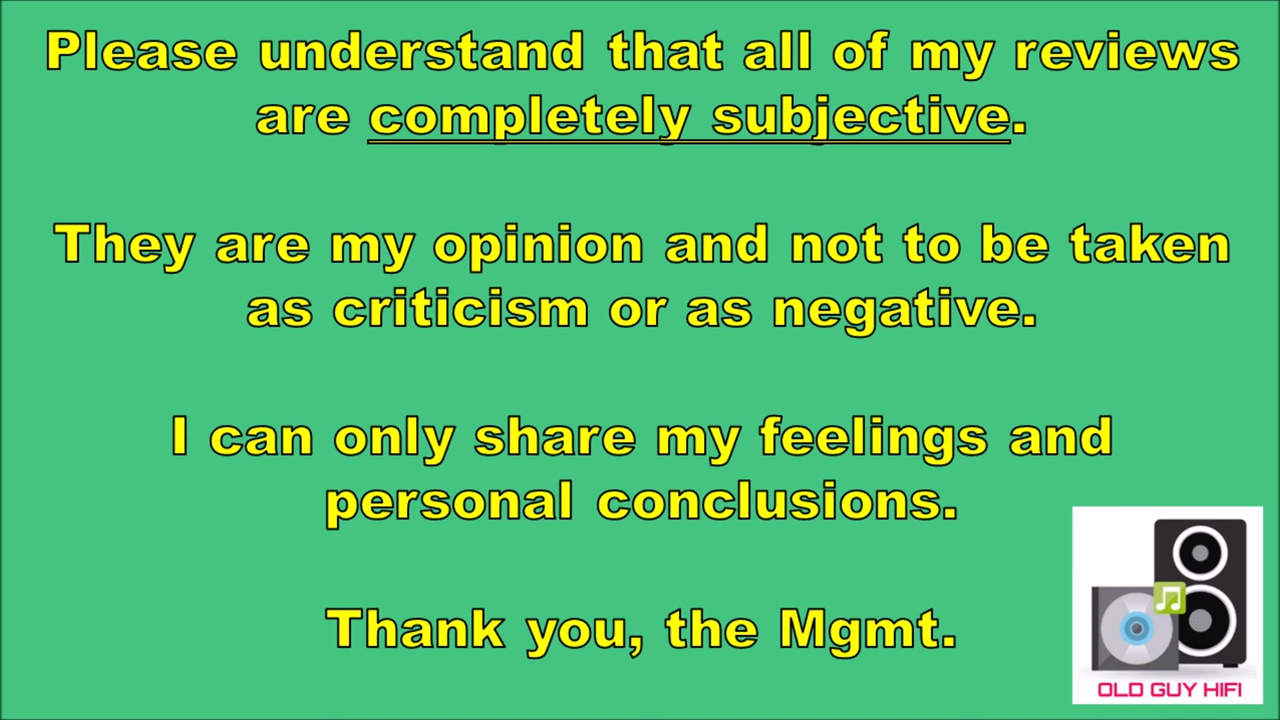 Please understand that all of my reviews
are completely subjective.
They are my opinion and not to be taken
as criticism or as negative.
I can only share my feelings and
personal conclusions.
Thank you, the Mgmt.
OLD GUY HIFI